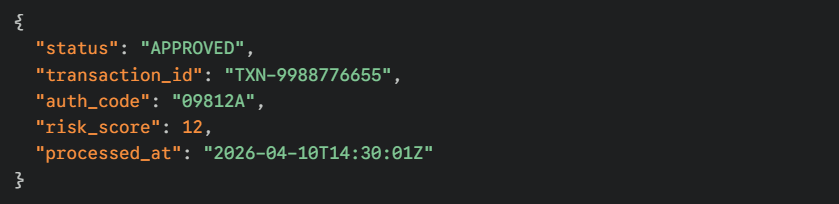 {
  "status": "APPROVED",
  "transaction_id": "TXN-9988776655",
  "auth_code": "09812A",
  "risk_score": 12,
  "processed_at": "2026-04-10T14:30:01Z"
}